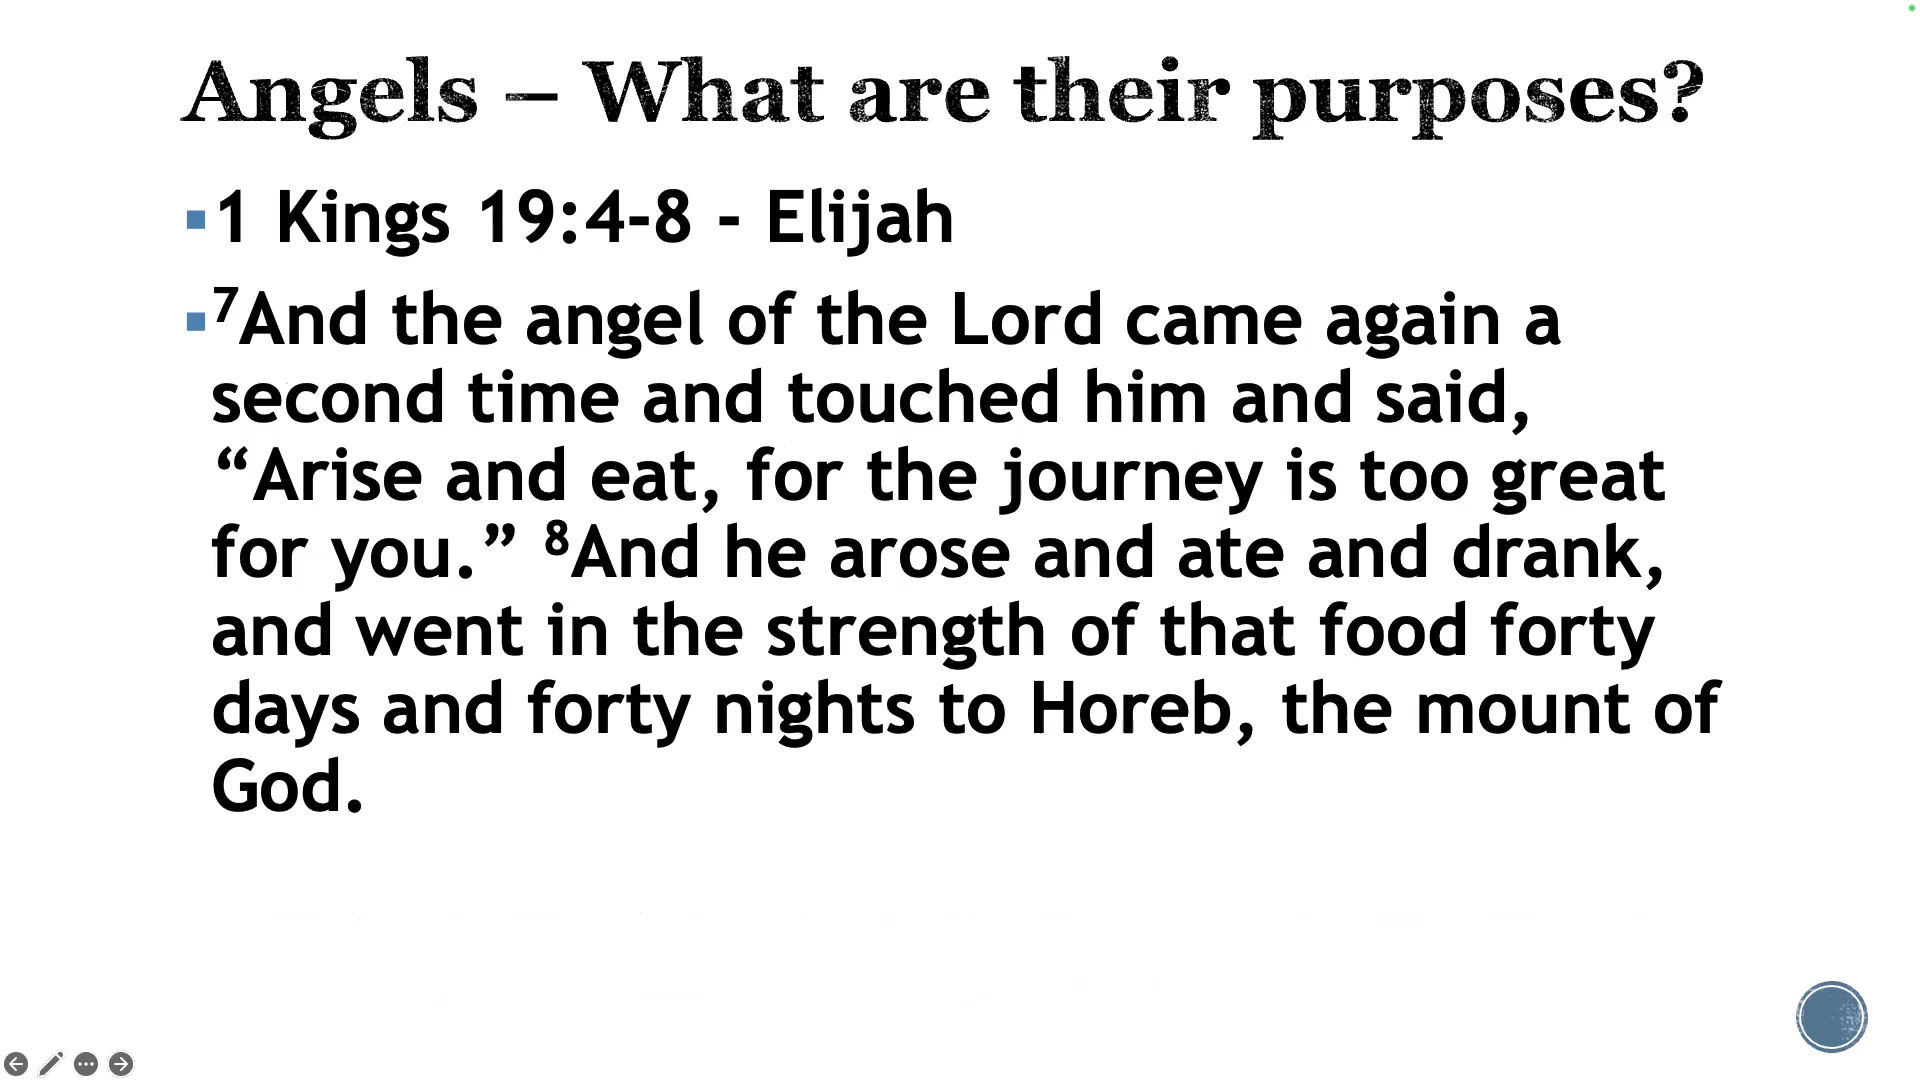 Angels – What are their purposes?
▪1 Kings 19:4-8 - Elijah
▪⁷And the angel of the Lord came again a
second time and touched him and said,
“Arise and eat, for the journey is too great
for you.” ⁸And he arose and ate and drank,
and went in the strength of that food forty
days and forty nights to Horeb, the mount of
God.